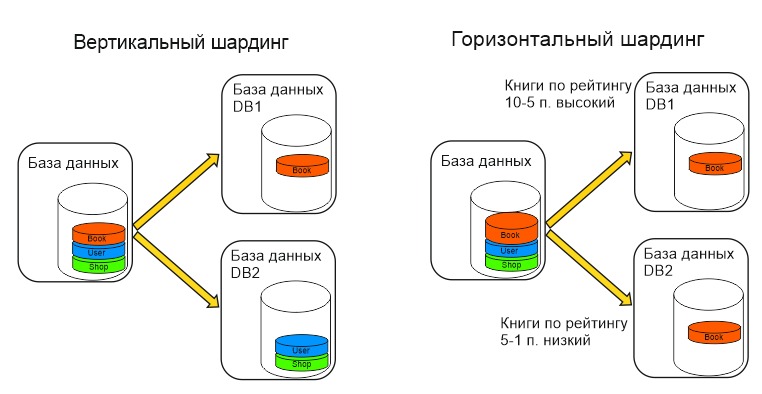 Вертикальный шардинг
База данных
Book
User
Shop
База данных
DB1
Book
База данных
DB2
User
Shop
Горизонтальный шардинг
Книги по рейтингу
10-5 п. высокий
База данных
Book
User
Shop
База данных
DB1
Book
Книги по рейтингу
5-1 п. низкий
База данных
DB2
Book